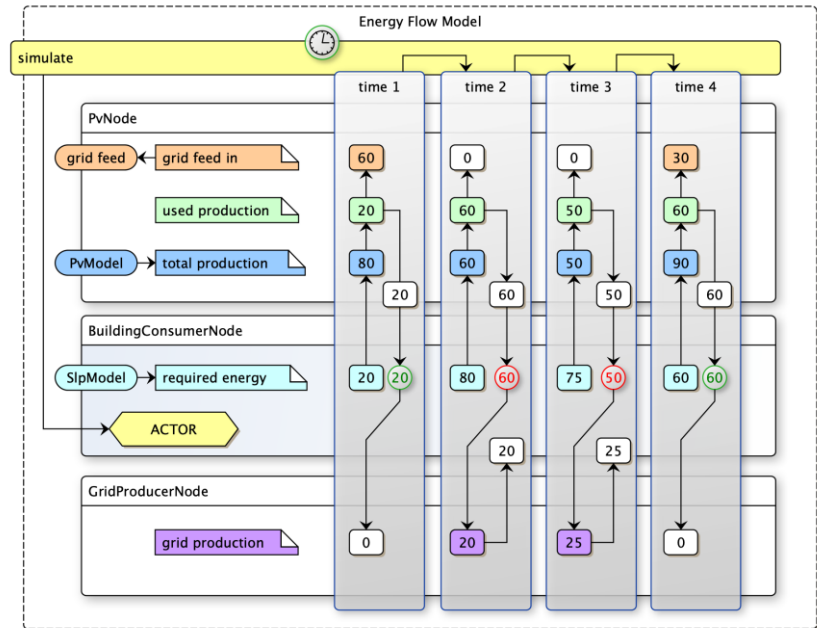 Energy Flow Model
simulate
time 1 time 2 time 3 time 4
PvNode
grid feed grid feed in 60 0 0 30
used production 20 60 50 60
PvModel total production 80 60 50 90
20 60 50 60
BuildingConsumerNode
SlpModel required energy 20 20 80 60 75 50 60 60
ACTOR
20 25
GridProducerNode
grid production 0 20 25 0